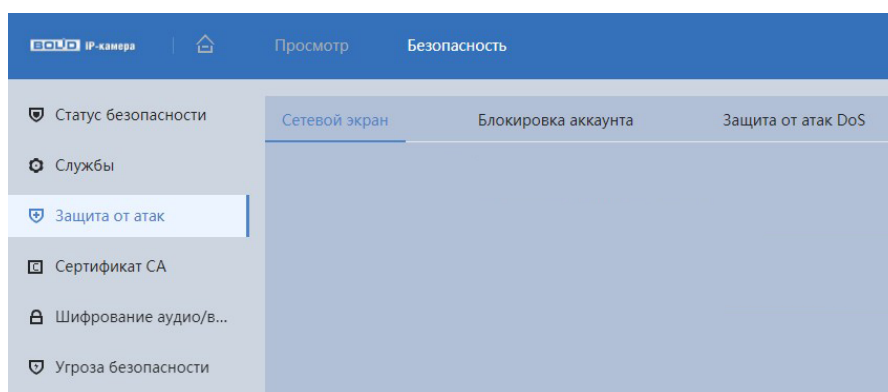 BOLID IP-камера Просмотр Безопасность
Статус безопасности
Службы
Защита от атак
Сертификат CA
Шифрование аудио/в...
Угроза безопасности
Сетевой экран Блокировка аккаунта Защита от атак DoS